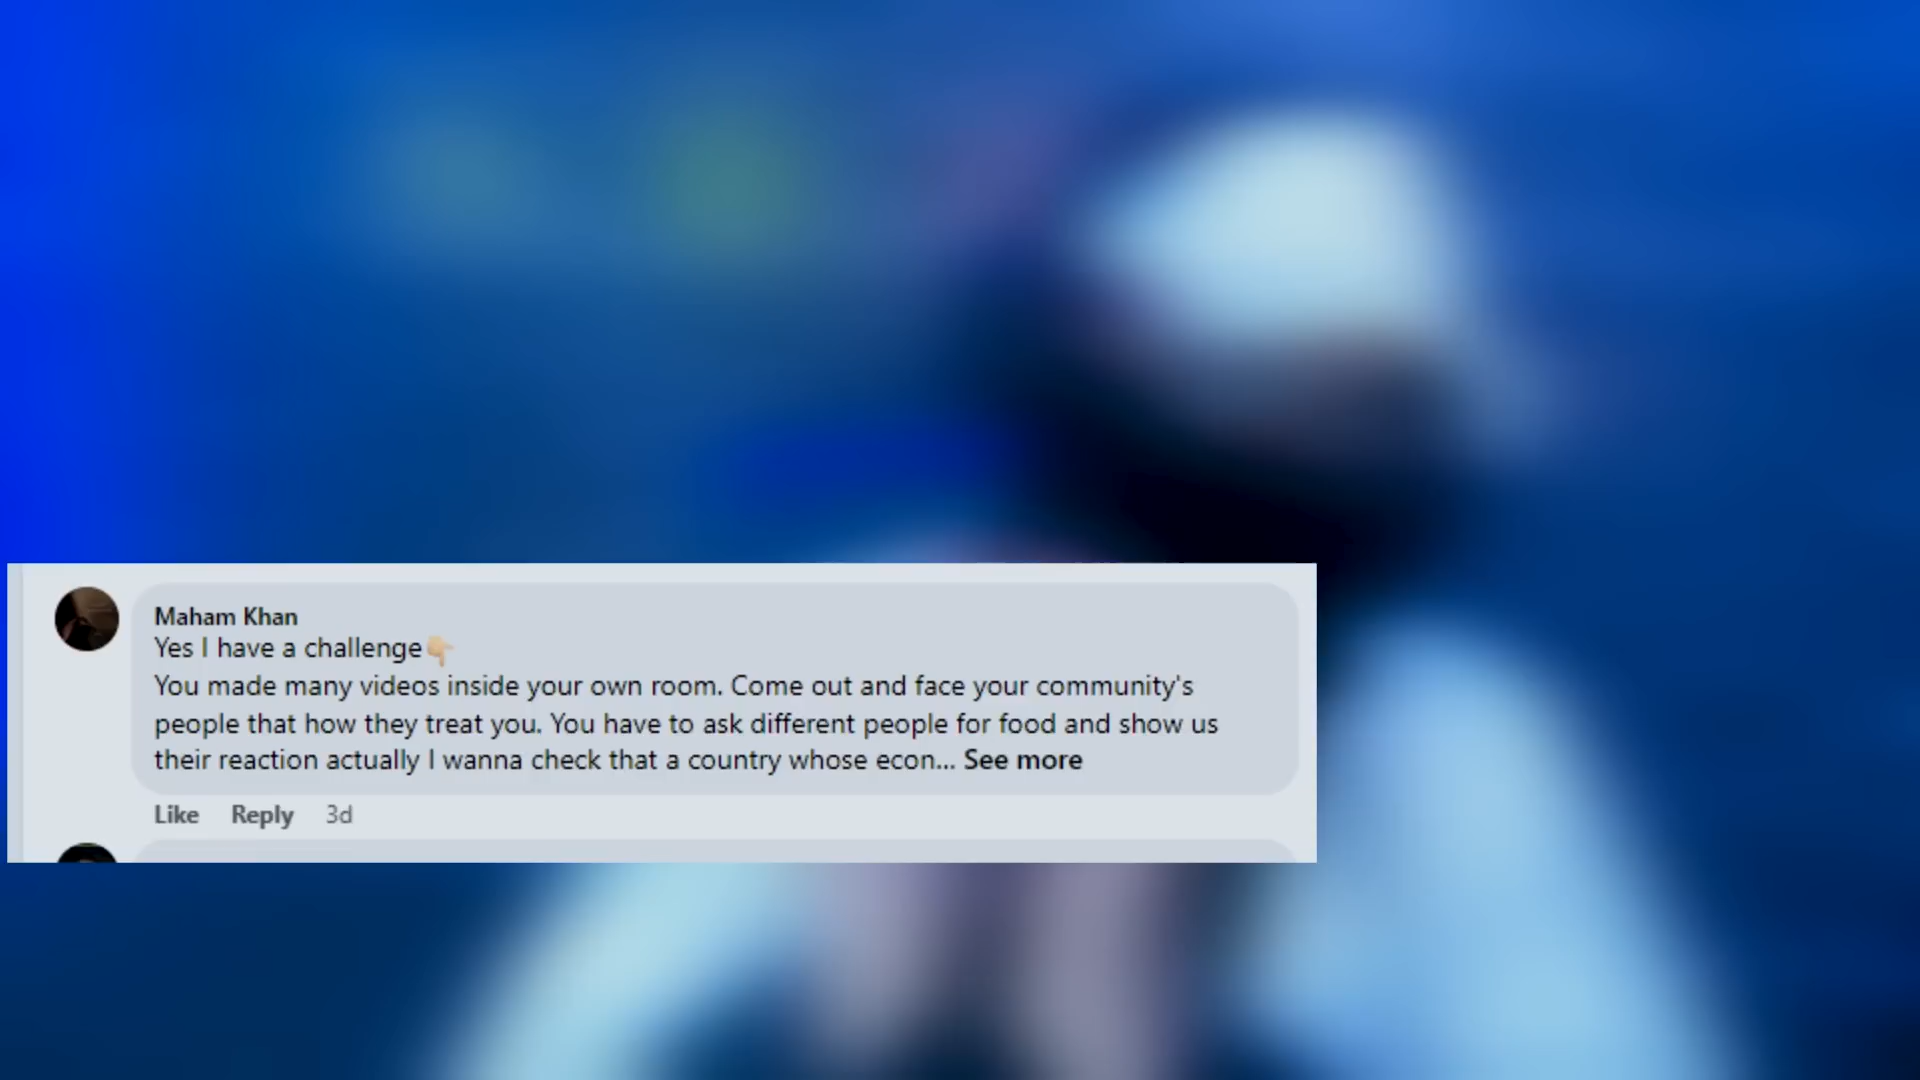 Maham Khan
Yes I have a challenge👇🏼
You made many videos inside your own room. Come out and face your community's
people that how they treat you. You have to ask different people for food and show us
their reaction actually I wanna check that a country whose econ... See more
Like Reply 3d